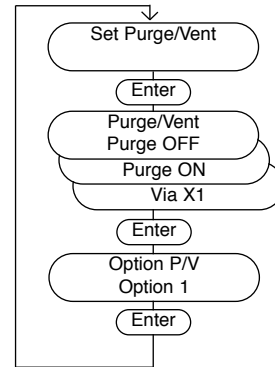 Set Purge/Vent
Enter
Purge/Vent
Purge OFF
Purge ON
Via X1
Enter
Option P/V
Option 1
Enter